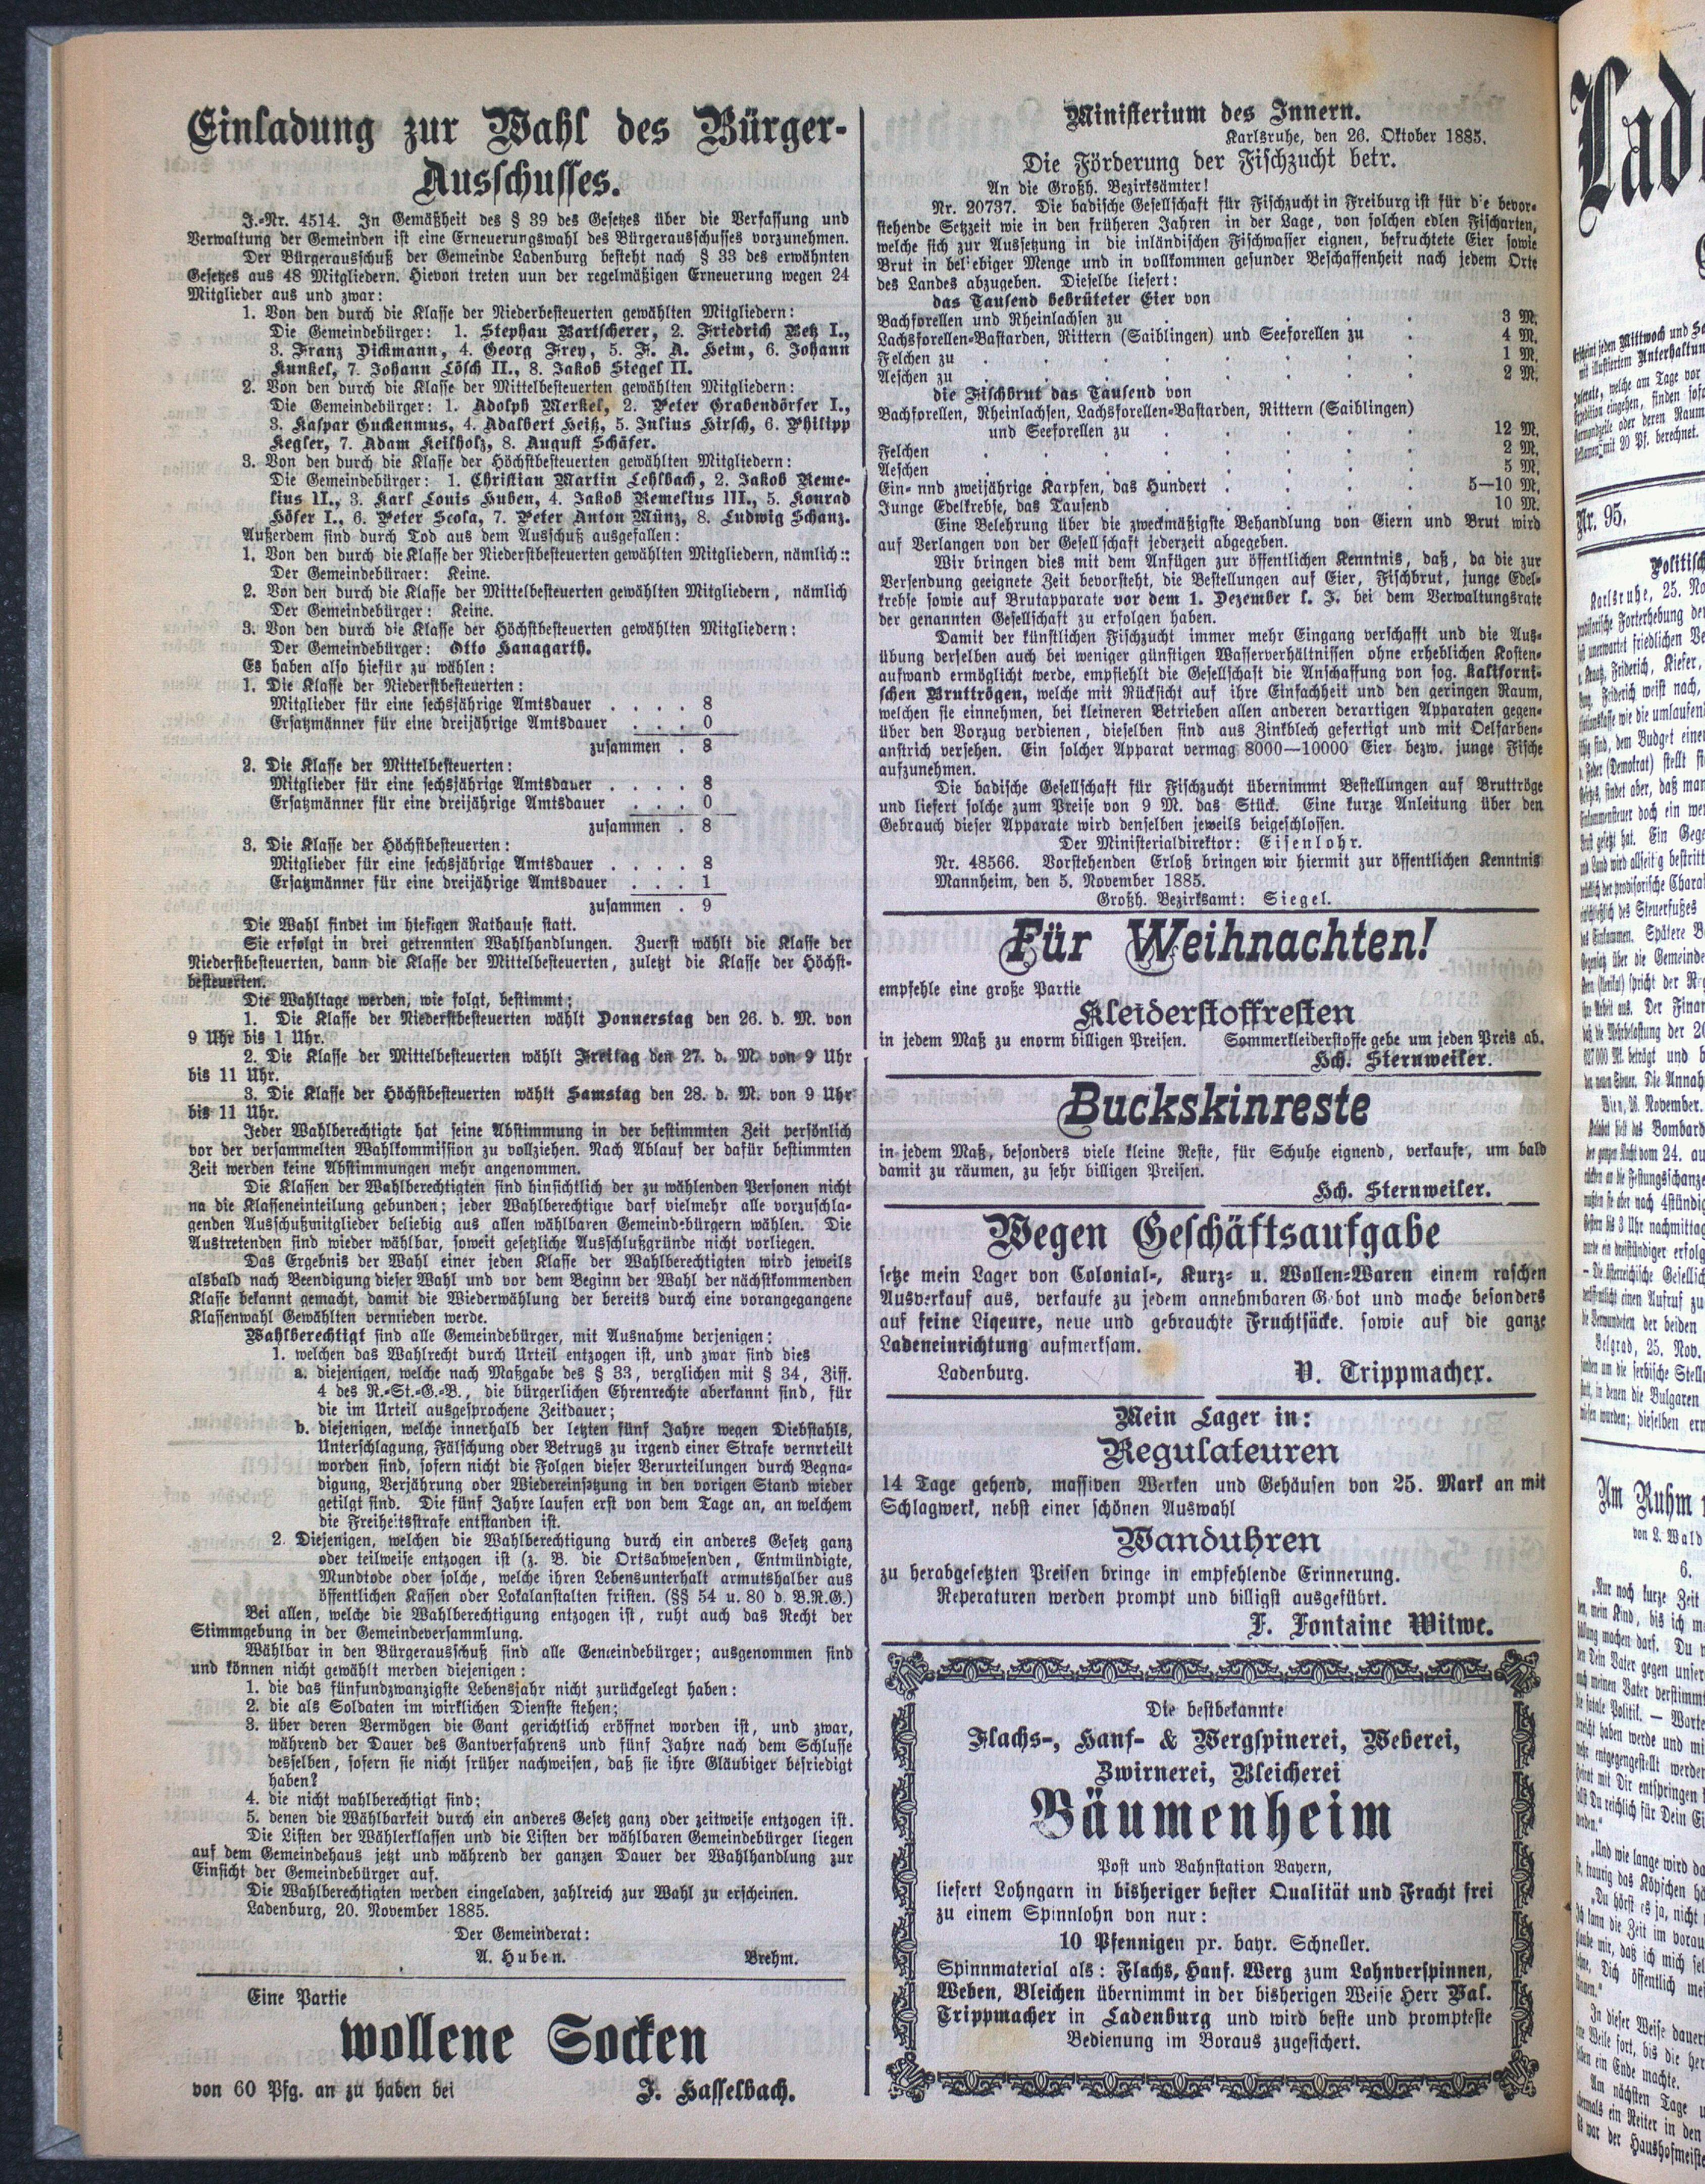 Einladung zur Wahl des Bürger-
Ausschusses.
J.-Nr. 4514. In Gemäßheit des § 39 des Gesetzes über die Verfassung und
Verwaltung der Gemeinden ist eine Erneuerungswahl des Bürgerausschusses vorzunehmen.
Der Bürgerausschuß der Gemeinde Ladenburg besteht nach § 33 des erwähnten
Gesetzes aus 48 Mitgliedern. Hievon treten nun der regelmäßigen Erneuerung wegen 24
Mitglieder aus und zwar:
1. Von den durch die Klasse der Niederbesteuerten gewählten Mitgliedern:
Die Gemeindebürger: 1. Stephau Bartscherer, 2. Friedrich Betz I.,
3. Franz Dickmann, 4. Georg Frey, 5. F. A. Heim, 6. Johann
Kunkel, 7. Johann Lösch II., 8. Jakob Siegel II.
2. Von den durch die Klasse der Mittelbesteuerten gewählten Mitgliedern:
Die Gemeindebürger: 1. Adolph Merkel, 2. Peter Grabendörfer I.,
3. Kaspar Guckenmus, 4. Adalbert Heiß, 5. Julius Hirsch, 6. Philipp
Kegler, 7. Adam Keilholz, 8. August Schäfer.
3. Von den durch die Klasse der Höchstbesteuerten gewählten Mitgliedern:
Die Gemeindebürger: 1. Christian Martin Lehlbach, 2. Jakob Reme-
lius II., 3. Karl Louis Huben, 4. Jakob Remelius III., 5. Konrad
Höfer I., 6. Peter Scola, 7. Peter Anton Münz, 8. Ludwig Schanz.
Außerdem sind durch Tod aus dem Ausschuß ausgefallen:
1. Von den durch die Klasse der Niederstbesteuerten gewählten Mitgliedern, nämlich::
Der Gemeindebürger: Keine.
2. Von den durch die Klasse der Mittelbesteuerten gewählten Mitgliedern, nämlich
Der Gemeindebürger: Keine.
3. Von den durch die Klasse der Höchstbesteuerten gewählten Mitgliedern:
Der Gemeindebürger: Otto Hanagarth.
Es haben also hiefür zu wählen:
1. Die Klasse der Niederstbesteuerten:
Mitglieder für eine sechsjährige Amtsdauer . . . . 8
Ersatzmänner für eine dreijährige Amtsdauer . . . 0
zusammen . 8
2. Die Klasse der Mittelbesteuerten:
Mitglieder für eine sechsjährige Amtsdauer . . . . 8
Ersatzmänner für eine dreijährige Amtsdauer . . . 0
zusammen . 8
3. Die Klasse der Höchstbesteuerten:
Mitglieder für eine sechsjährige Amtsdauer . . . . 8
Ersatzmänner für eine dreijährige Amtsdauer . . . 1
zusammen . 9
Die Wahl findet im hiesigen Rathause statt.
Sie erfolgt in drei getrennten Wahlhandlungen. Zuerst wählt die Klasse der
Niederstbesteuerten, dann die Klasse der Mittelbesteuerten, zuletzt die Klasse der Höchst-
besteuerten.
Die Wahltage werden, wie folgt, bestimmt:
1. Die Klasse der Niederstbesteuerten wählt Donnerstag den 26. d. M. von
9 Uhr bis 1 Uhr.
2. Die Klasse der Mittelbesteuerten wählt Freitag den 27. d. M. von 9 Uhr
bis 11 Uhr.
3. Die Klasse der Höchstbesteuerten wählt Samstag den 28. d. M. von 9 Uhr
bis 11 Uhr.
Jeder Wahlberechtigte hat seine Abstimmung in der bestimmten Zeit persönlich
vor der versammelten Wahlkommission zu vollziehen. Nach Ablauf der dafür bestimmten
Zeit werden keine Abstimmungen mehr angenommen.
Die Klassen der Wahlberechtigten sind hinsichtlich der zu wählenden Personen nicht
na die Klasseneinteilung gebunden; jeder Wahlberechtigte darf vielmehr alle vorzuschla-
genden Ausschußmitglieder beliebig aus allen wählbaren Gemeindebürgern wählen. Die
Austretenden sind wieder wählbar, soweit gesetzliche Ausschlußgründe nicht vorliegen.
Das Ergebnis der Wahl einer jeden Klasse der Wahlberechtigten wird jeweils
alsbald nach Beendigung dieser Wahl und vor dem Beginn der Wahl der nächstkommenden
Klasse bekannt gemacht, damit die Wiederwählung der bereits durch eine vorangegangene
Klassenwahl Gewählten vermieden werde.
Wahlberechtigt sind alle Gemeindebürger, mit Ausnahme derjenigen:
1. welchen das Wahlrecht durch Urteil entzogen ist, und zwar sind dies
a. diejenigen, welche nach Maßgabe des § 33, verglichen mit § 34, Ziff.
4 des R.-St.-G.-B., die bürgerlichen Ehrenrechte aberkannt sind, für
die im Urteil ausgesprochene Zeitdauer;
b. diejenigen, welche innerhalb der letzten fünf Jahre wegen Diebstahls,
Unterschlagung, Fälschung oder Betrugs zu irgend einer Strafe vernrteilt
worden sind, sofern nicht die Folgen dieser Verurteilungen durch Begna-
digung, Verjährung oder Wiedereinsetzung in den vorigen Stand wieder
getilgt sind. Die fünf Jahre laufen erst von dem Tage an, an welchem
die Freiheitsstrafe entstanden ist.
2. Diejenigen, welchen die Wahlberechtigung durch ein anderes Gesetz ganz
oder teilweise entzogen ist (z. B. die Ortsabwesenden, Entmündigte,
Mundtode oder solche, welche ihren Lebensunterhalt armutshalber aus
öffentlichen Kassen oder Lokalanstalten fristen. (§§ 54 u. 80 d. B.R.G.)
Bei allen, welche die Wahlberechtigung entzogen ist, ruht auch das Recht der
Stimmgebung in der Gemeindeversammlung.
Wählbar in den Bürgerausschuß sind alle Gemeindebürger; ausgenommen sind
und können nicht gewählt merden diejenigen:
1. die das fünfundzwanzigste Lebensjahr nicht zurückgelegt haben:
2. die als Soldaten im wirklichen Dienste stehen;
3. über deren Vermögen die Gant gerichtlich eröffnet worden ist, und zwar,
während der Dauer des Gantverfahrens und fünf Jahre nach dem Schlusse
desselben, sofern sie nicht früher nachweisen, daß sie ihre Gläubiger befriedigt
haben?
4. die nicht wahlberechtigt sind;
5. denen die Wählbarkeit durch ein anderes Gesetz ganz oder zeitweise entzogen ist.
Die Listen der Wählerklassen und die Listen der wählbaren Gemeindebürger liegen
auf dem Gemeindehaus jetzt und während der ganzen Dauer der Wahlhandlung zur
Einsicht der Gemeindebürger auf.
Die Wahlberechtigten werden eingeladen, zahlreich zur Wahl zu erscheinen.
Ladenburg, 20. November 1885.
Der Gemeinderat:
A. Huben. Brehm.
Eine Partie
wollene Socken
von 60 Pfg. an zu haben bei J. Hasselbach.
Ministerium des Innern.
Karlsruhe, den 26. Oktober 1885.
Die Förderung der Fischzucht betr.
An die Großh. Bezirksämter!
Nr. 20737. Die badische Gesellschaft für Fischzucht in Freiburg ist für die bevor-
stehende Setzzeit wie in den früheren Jahren in der Lage, von solchen edlen Fischarten,
welche sich zur Aussetzung in die inländischen Fischwasser eignen, befruchtete Eier sowie
Brut in beliebiger Menge und in vollkommen gesunder Beschaffenheit nach jedem Orte
des Landes abzugeben. Dieselbe liefert:
das Tausend bebrüteter Eier von
Bachforellen und Rheinlachsen zu . . . . . . 3 M.
Lachsforellen-Bastarden, Rittern (Saiblingen) und Seeforellen zu . 4 M.
Felchen zu . . . . . . . . 1 M.
Aeschen zu . . . . . . . . 2 M.
die Fischbrut das Tausend von
Bachforellen, Rheinlachsen, Lachsforellen-Bastarden, Rittern (Saiblingen)
und Seeforellen zu . . . . . 12 M.
Felchen . . . . . . . . 2 M.
Aeschen . . . . . . . . 5 M.
Ein- nnd zweijährige Karpfen, das Hundert . . . . 5—10 M.
Junge Edelkrebse, das Tausend . . . . . 10 M.
Eine Belehrung über die zweckmäßigste Behandlung von Eiern und Brut wird
auf Verlangen von der Gesellschaft jederzeit abgegeben.
Wir bringen dies mit dem Anfügen zur öffentlichen Kenntnis, daß, da die zur
Versendung geeignete Zeit bevorsteht, die Bestellungen auf Eier, Fischbrut, junge Edel-
krebse sowie auf Brutapparate vor dem 1. Dezember l. J. bei dem Verwaltungsrate
der genannten Gesellschaft zu erfolgen haben.
Damit der künstlichen Fischzucht immer mehr Eingang verschafft und die Aus-
übung derselben auch bei weniger günstigen Wasserverhältnissen ohne erheblichen Kosten-
aufwand ermöglicht werde, empfiehlt die Gesellschaft die Anschaffung von sog. kaliforni-
schen Bruttrögen, welche mit Rücksicht auf ihre Einfachheit und den geringen Raum,
welchen sie einnehmen, bei kleineren Betrieben allen anderen derartigen Apparaten gegen-
über den Vorzug verdienen, dieselben sind aus Zinkblech gefertigt und mit Oelfarben-
anstrich versehen. Ein solcher Apparat vermag 8000—10000 Eier bezw. junge Fische
aufzunehmen.
Die badische Gesellschaft für Fischzucht übernimmt Bestellungen auf Bruttröge
und liefert solche zum Preise von 9 M. das Stück. Eine kurze Anleitung über den
Gebrauch dieser Apparate wird denselben jeweils beigeschlossen.
Der Ministerialdirektor: Eisenlohr.
Nr. 48566. Vorstehenden Erloß bringen wir hiermit zur öffentlichen Kenntnis
Mannheim, den 5. November 1885.
Großh. Bezirksamt: Siegel.
Für Weihnachten!
empfehle eine große Partie
Kleiderstoffresten
in jedem Maß zu enorm billigen Preisen. Sommerkleiderstoffe gebe um jeden Preis ab.
Hch. Sternweiler.
Buckskinreste
in jedem Maß, besonders viele kleine Reste, für Schuhe eignend, verkaufe, um bald
damit zu räumen, zu sehr billigen Preisen.
Hch. Sternweiler.
Wegen Geschäftsaufgabe
setze mein Lager von Colonial-, Kurz- u. Wollen-Waren einem raschen
Ausverkauf aus, verkaufe zu jedem annehmbaren Gebot und mache besonders
auf feine Liqeure, neue und gebrauchte Fruchtsäcke. sowie auf die ganze
Ladeneinrichtung aufmerksam.
Ladenburg. V. Trippmacher.
Mein Lager in:
Regulateuren
14 Tage gehend, massiven Werken und Gehäusen von 25. Mark an mit
Schlagwerk, nebst einer schönen Auswahl
Wanduhren
zu herabgesetzten Preisen bringe in empfehlende Erinnerung.
Reperaturen werden prompt und billigst ausgeführt.
F. Fontaine Witwe.
Die bestbekannte
Flachs-, Hanf- & Wergspinerei, Weberei,
Zwirnerei, Bleicherei
Bäumenheim
Post und Bahnstation Bayern,
liefert Lohngarn in bisheriger bester Qualität und Fracht frei
zu einem Spinnlohn von nur:
10 Pfennigen pr. bayr. Schneller.
Spinnmaterial als: Flachs, Hanf. Werg zum Lohnverspinnen,
Weben, Bleichen übernimmt in der bisherigen Weise Herr Val.
Trippmacher in Ladenburg und wird beste und prompteste
Bedienung im Voraus zugesichert.
Lad
Nr. 95.
Am Ruhm